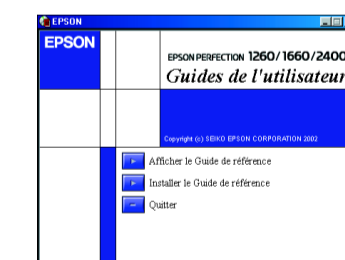 EPSON
EPSON
EPSON PERFECTION 1260/1660/2400
Guides de l'utilisateur
Copyright (c) SEIKO EPSON CORPORATION 2002
Afficher le Guide de référence
Installer le Guide de référence
Quitter